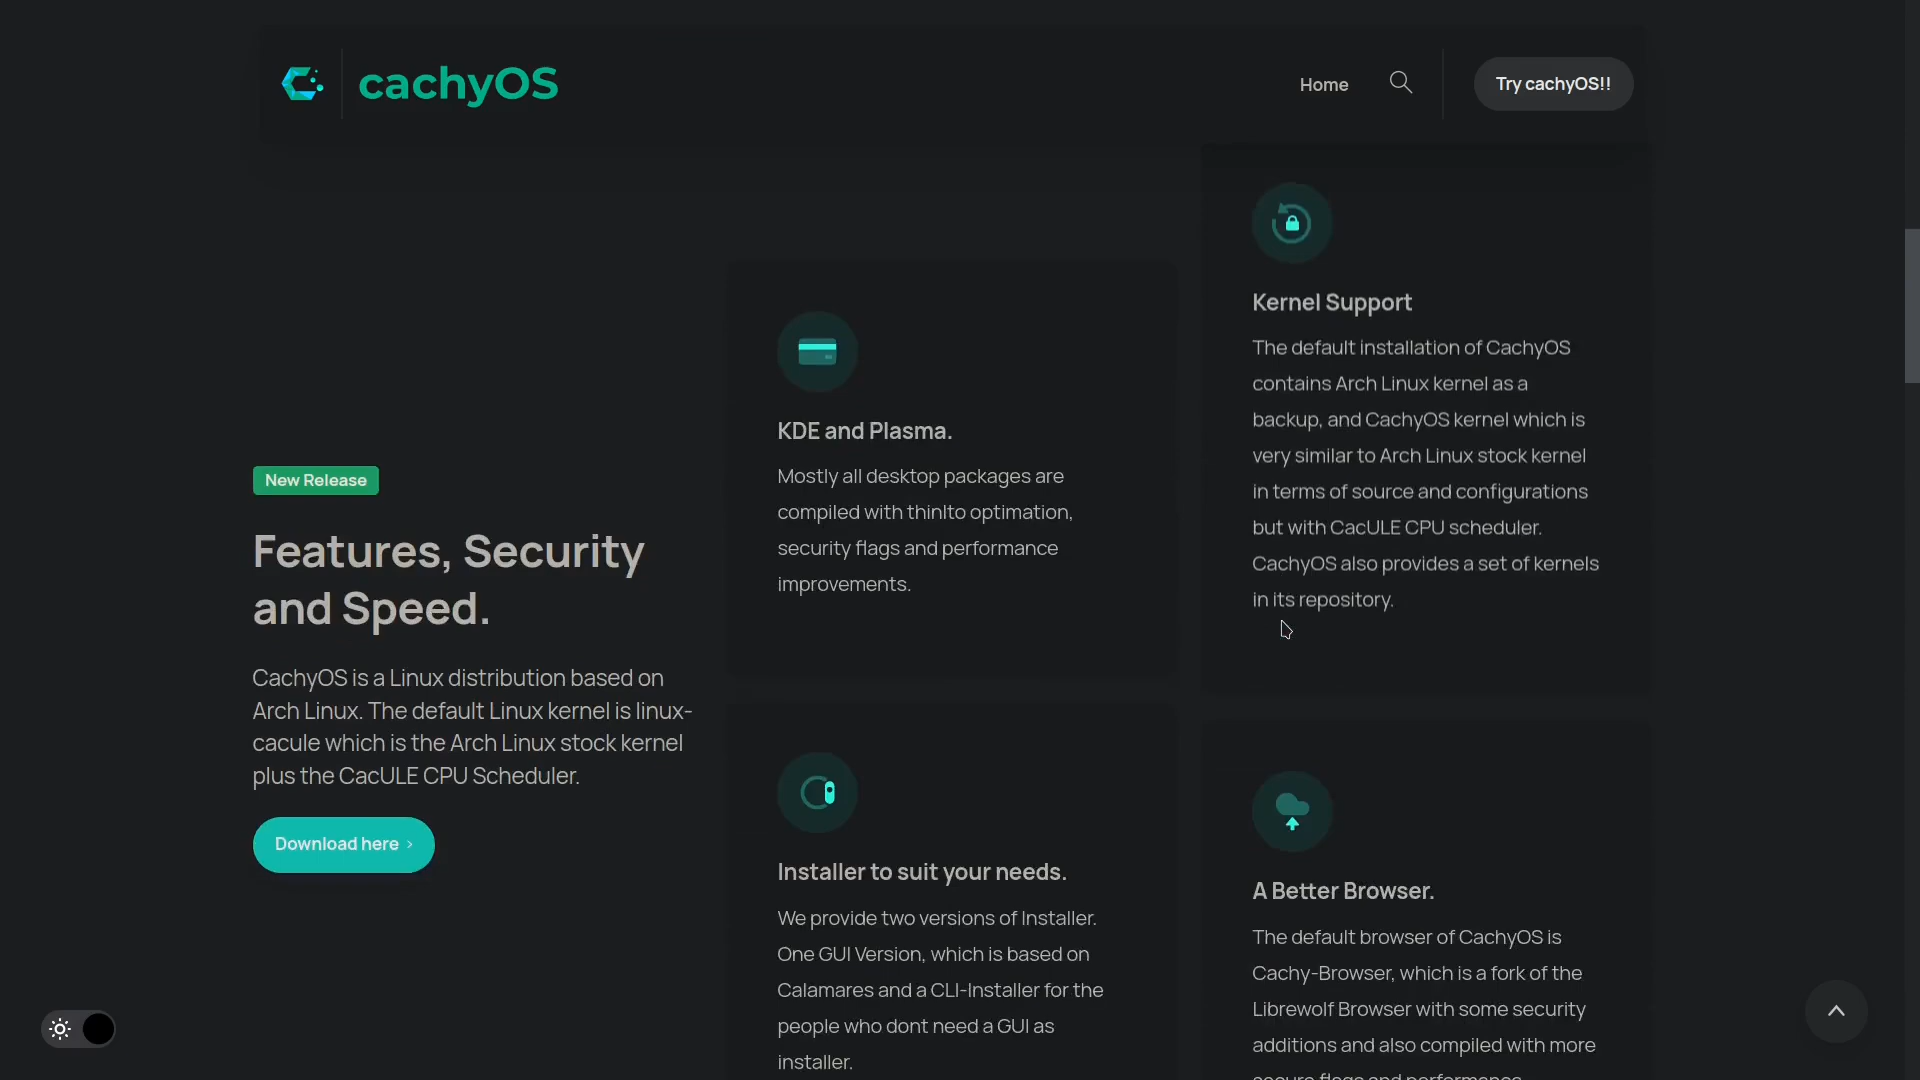 cachyOS
Home
Try cachyOS!!
New Release
Features, Security
and Speed.
CachyOS is a Linux distribution based on
Arch Linux. The default Linux kernel is linux-
cacule which is the Arch Linux stock kernel
plus the CacULE CPU Scheduler.
Download here ›
KDE and Plasma.
Mostly all desktop packages are
compiled with thinlto optimation,
security flags and performance
improvements.
Installer to suit your needs.
We provide two versions of Installer.
One GUI Version, which is based on
Calamares and a CLI-Installer for the
people who dont need a GUI as
installer.
Kernel Support
The default installation of CachyOS
contains Arch Linux kernel as a
backup, and CachyOS kernel which is
very similar to Arch Linux stock kernel
in terms of source and configurations
but with CacULE CPU scheduler.
CachyOS also provides a set of kernels
in its repository.
A Better Browser.
The default browser of CachyOS is
Cachy-Browser, which is a fork of the
Librewolf Browser with some security
additions and also compiled with more
secure flags and performance